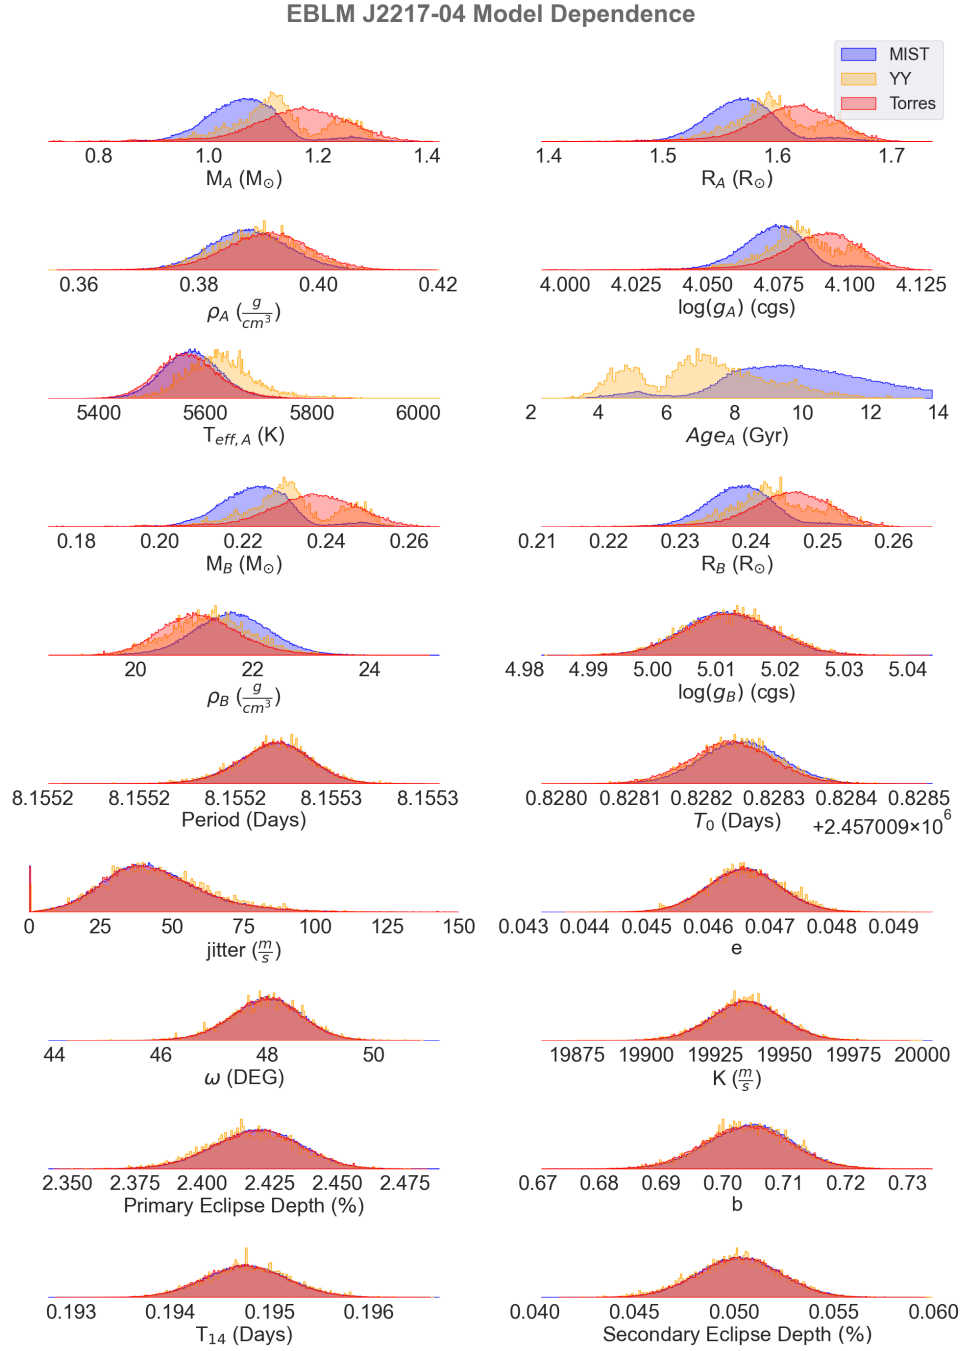 EBLM J2217-04 Model Dependence
MIST
YY
Torres
0.8 1.0 1.2 1.4
M_A (M_⊙)
1.4 1.5 1.6 1.7
R_A (R_⊙)
0.36 0.38 0.40 0.42
ρ_A (g/cm³)
4.000 4.025 4.050 4.075 4.100 4.125
log(g_A) (cgs)
5400 5600 5800 6000
T_eff,A (K)
2 4 6 8 10 12 14
Age_A (Gyr)
0.18 0.20 0.22 0.24 0.26
M_B (M_⊙)
0.21 0.22 0.23 0.24 0.25 0.26
R_B (R_⊙)
20 22 24
ρ_B (g/cm³)
4.98 4.99 5.00 5.01 5.02 5.03 5.04
log(g_B) (cgs)
8.1552 8.1552 8.1552 8.1553 8.1553
Period (Days)
0.8280 0.8281 0.8282 0.8283 0.8284 0.8285
T_0 (Days) +2.457009×10⁶
0 25 50 75 100 125 150
jitter (m/s)
0.043 0.044 0.045 0.046 0.047 0.048 0.049
e
44 46 48 50
ω (DEG)
19875 19900 19925 19950 19975 20000
K (m/s)
2.350 2.375 2.400 2.425 2.450 2.475
Primary Eclipse Depth (%)
0.67 0.68 0.69 0.70 0.71 0.72 0.73
b
0.193 0.194 0.195 0.196
T_14 (Days)
0.040 0.045 0.050 0.055 0.060
Secondary Eclipse Depth (%)